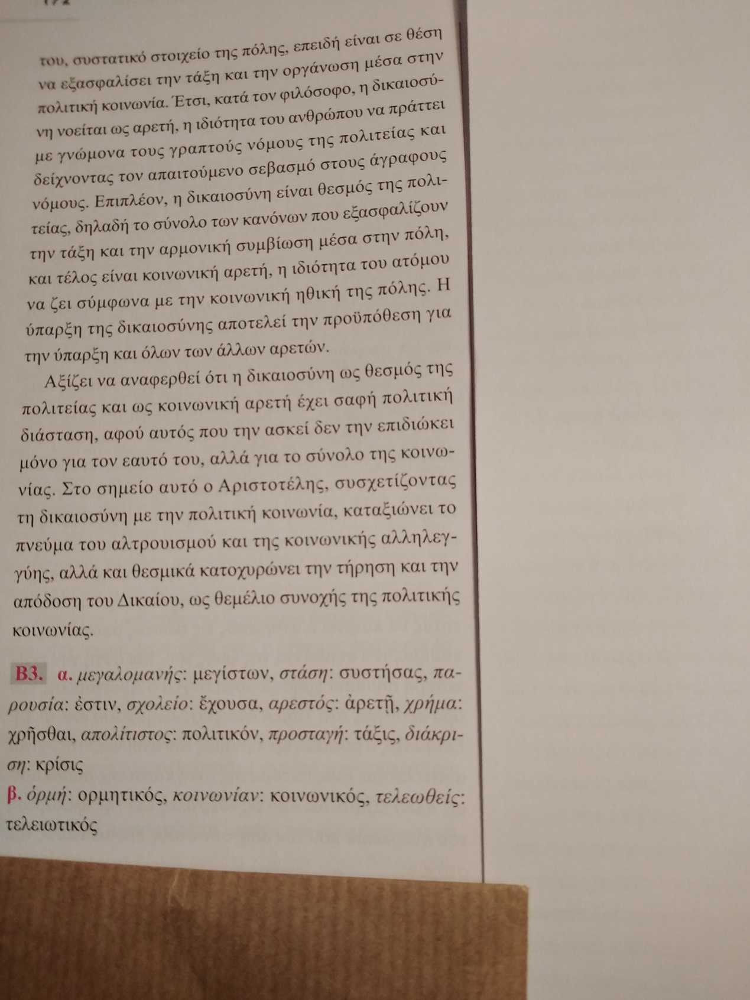 του, συστατικό στοιχείο της πόλης, επειδή είναι σε θέση
να εξασφαλίσει την τάξη και την οργάνωση μέσα στην
πολιτική κοινωνία. Έτσι, κατά τον φιλόσοφο, η δικαιοσύ-
νη νοείται ως αρετή, η ιδιότητα του ανθρώπου να πράττει
με γνώμονα τους γραπτούς νόμους της πολιτείας και
δείχνοντας τον απαιτούμενο σεβασμό στους άγραφους
νόμους. Επιπλέον, η δικαιοσύνη είναι θεσμός της πολι-
τείας, δηλαδή το σύνολο των κανόνων που εξασφαλίζουν
την τάξη και την αρμονική συμβίωση μέσα στην πόλη,
και τέλος είναι κοινωνική αρετή, η ιδιότητα του ατόμου
να ζει σύμφωνα με την κοινωνική ηθική της πόλης. Η
ύπαρξη της δικαιοσύνης αποτελεί την προϋπόθεση για
την ύπαρξη και όλων των άλλων αρετών.
Αξίζει να αναφερθεί ότι η δικαιοσύνη ως θεσμός της
πολιτείας και ως κοινωνική αρετή έχει σαφή πολιτική
διάσταση, αφού αυτός που την ασκεί δεν την επιδιώκει
μόνο για τον εαυτό του, αλλά για το σύνολο της κοινω-
νίας. Στο σημείο αυτό ο Αριστοτέλης, συσχετίζοντας
τη δικαιοσύνη με την πολιτική κοινωνία, καταξιώνει το
πνεύμα του αλτρουισμού και της κοινωνικής αλληλεγ-
γύης, αλλά και θεσμικά κατοχυρώνει την τήρηση και την
απόδοση του Δικαίου, ως θεμέλιο συνοχής της πολιτικής
κοινωνίας.
Β3. α. μεγαλομανής: μεγίστων, στάση: συστήσας, πα-
ρουσία: ἐστιν, σχολείο: ἔχουσα, αρεστός: ἀρετῇ, χρήμα:
χρῆσθαι, απολίτιστος: πολιτικόν, προσταγή: τάξις, διάκρι-
ση: κρίσις
β. ὁρμή: ορμητικός, κοινωνίαν: κοινωνικός, τελεωθείς:
τελειωτικός